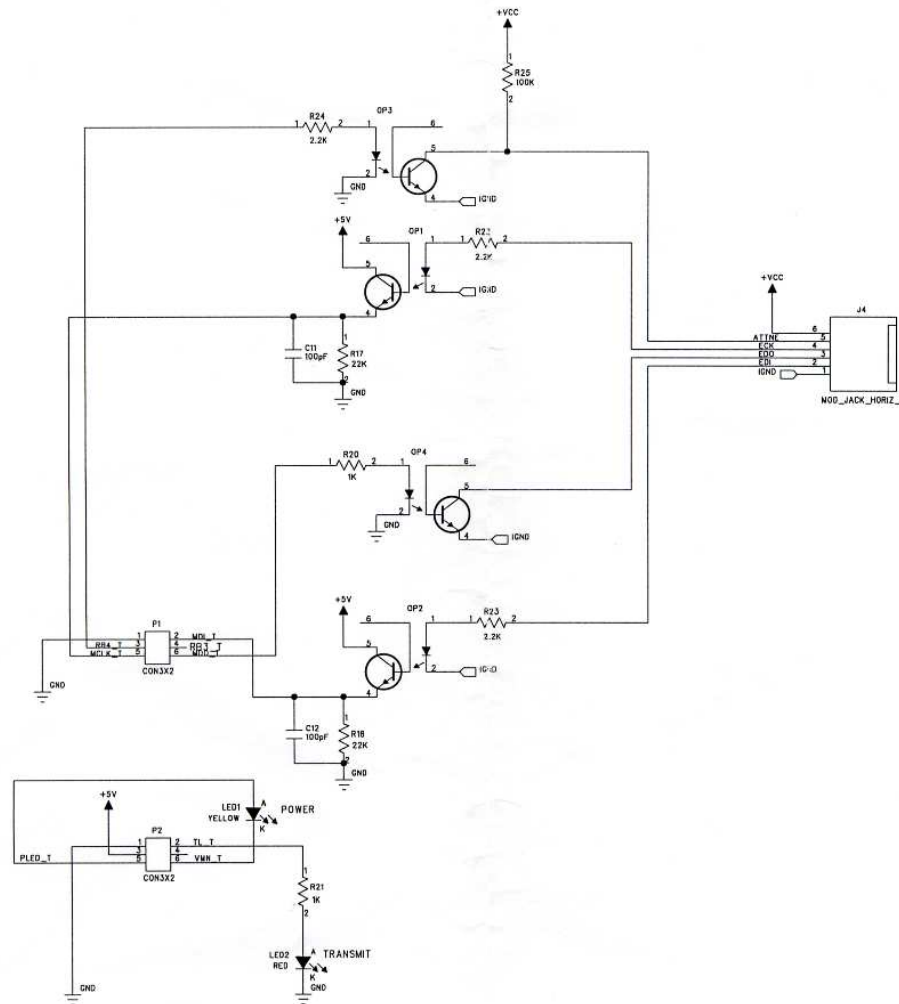 +VCC
1
R25
100K
2
R24
1
2
2.2K
OP3
1
6
5
2
GND
4
+5V
6
OP1
1
R22
1
2
2.2K
5
2
4
+VCC
J4
6
ATTNE 5
ECK 4
EDO 3
EDI 2
IGND 1
MOD_JACK_HORIZ_
C11
100pF
1
R17
22K
2
GND
R20
1
2
1K
OP4
1
6
5
2
GND
4
IGND
+5V
6
OP2
1
R23
1
2
2.2K
5
2
4
P1
1
2
MDI_T
RB4_T
3
4
RB3_T
MCLK_T
5
6
MDO_T
CON3X2
GND
C12
100pF
1
R18
22K
2
GND
+5V
LED1
YELLOW
A
K
POWER
P2
1
2
TL_T
3
4
PLED_T
5
6
VMN_T
CON3X2
1
R21
1K
2
LED2
RED
A
K
TRANSMIT
GND
GND